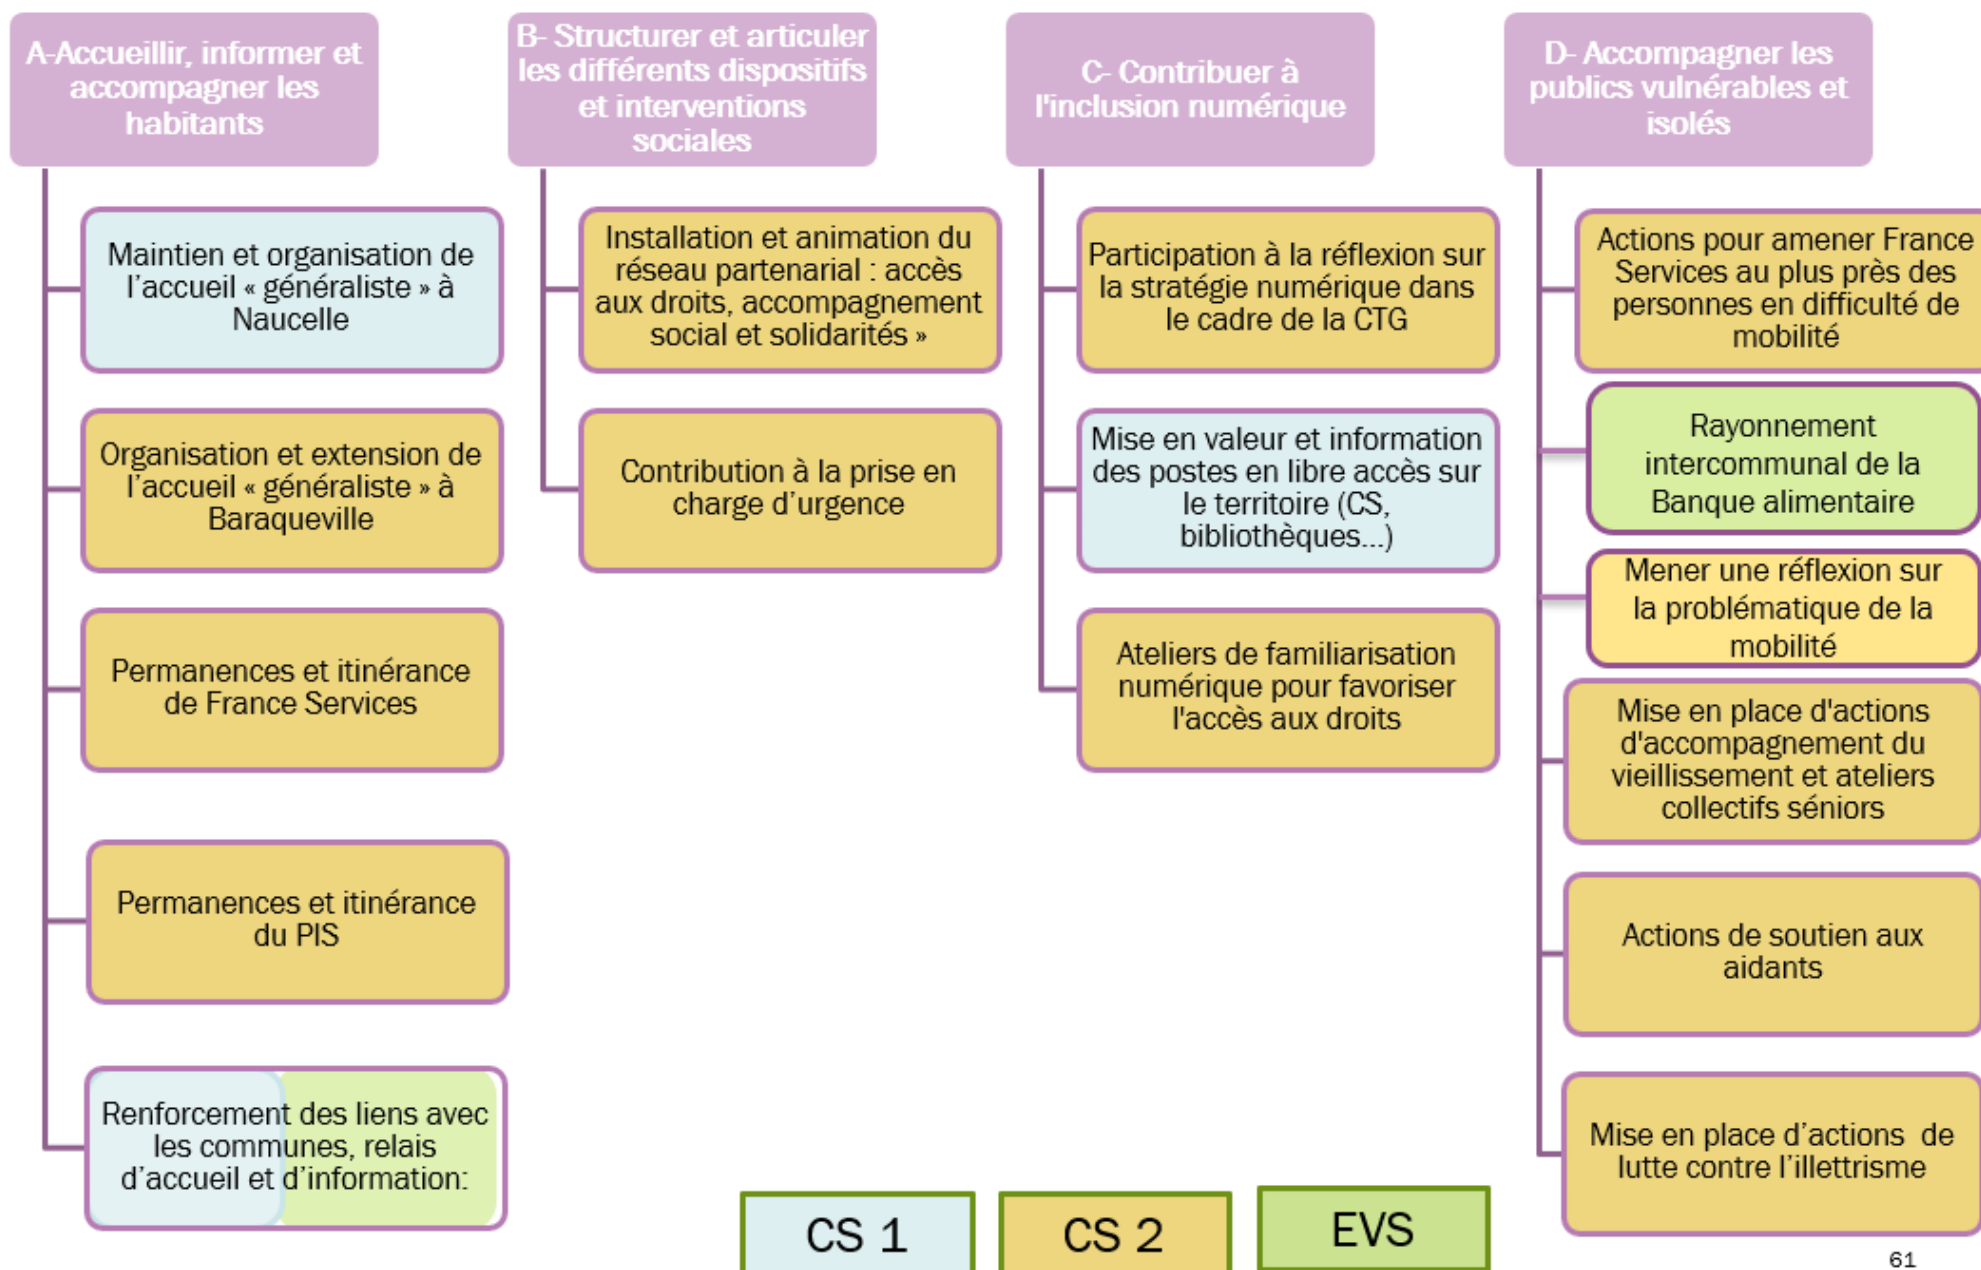 A-Accueillir, informer et
accompagner les
habitants
Maintien et organisation de
l’accueil « généraliste » à
Naucelle
Organisation et extension de
l’accueil « généraliste » à
Baraqueville
Permanences et itinérance
de France Services
Permanences et itinérance
du PIS
Renforcement des liens avec
les communes, relais
d’accueil et d’information:
B- Structurer et articuler
les différents dispositifs
et interventions
sociales
Installation et animation du
réseau partenarial : accès
aux droits, accompagnement
social et solidarités »
Contribution à la prise en
charge d’urgence
C- Contribuer à
l'inclusion numérique
Participation à la réflexion sur
la stratégie numérique dans
le cadre de la CTG
Mise en valeur et information
des postes en libre accès sur
le territoire (CS,
bibliothèques...)
Ateliers de familiarisation
numérique pour favoriser
l'accès aux droits
D- Accompagner les
publics vulnérables et
isolés
Actions pour amener France
Services au plus près des
personnes en difficulté de
mobilité
Rayonnement
intercommunal de la
Banque alimentaire
Mener une réflexion sur
la problématique de la
mobilité
Mise en place d'actions
d'accompagnement du
vieillissement et ateliers
collectifs séniors
Actions de soutien aux
aidants
Mise en place d’actions de
lutte contre l’illettrisme
CS 1
CS 2
EVS
61